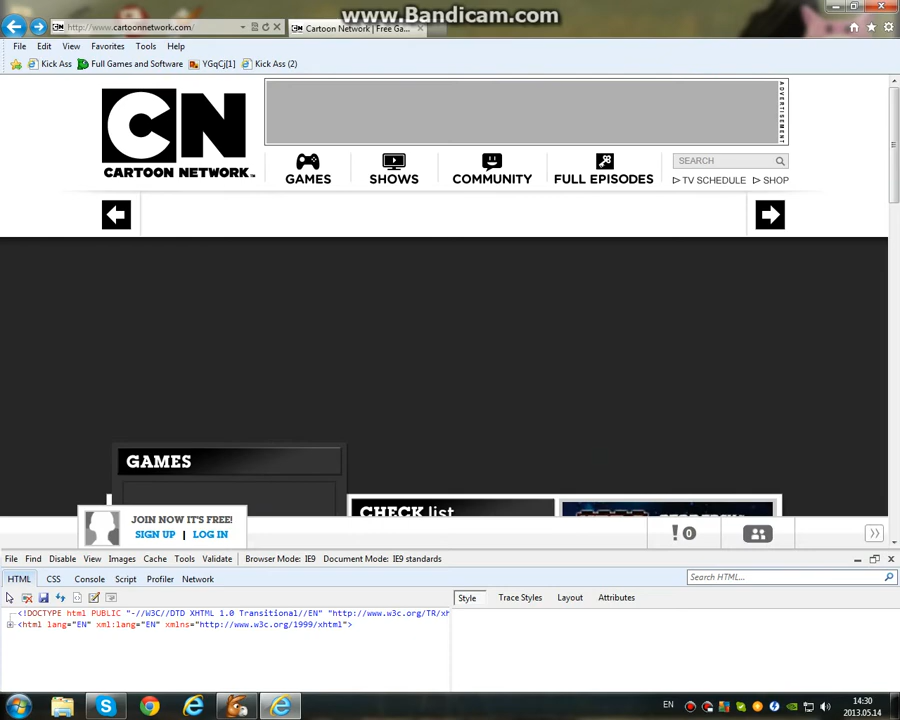 www.Bandicam.com
http://www.cartoonnetwork.com/
Cartoon Network | Free Ga...
File Edit View Favorites Tools Help
Kick Ass Full Games and Software YGqCj[1] Kick Ass (2)
CN
CARTOON NETWORK
TM
ADVERTISEMENT
GAMES SHOWS COMMUNITY FULL EPISODES
SEARCH
TV SCHEDULE SHOP
GAMES
CHECK list
JOIN NOW IT'S FREE!
SIGN UP | LOG IN
! 0
File Find Disable View Images Cache Tools Validate Browser Mode: IE9 Document Mode: IE9 standards
HTML CSS Console Script Profiler Network
Search HTML...
Style Trace Styles Layout Attributes
<!DOCTYPE html PUBLIC "-//W3C//DTD XHTML 1.0 Transitional//EN" "http://www.w3c.org/TR/xh
<html lang="EN" xml:lang="EN" xmlns="http://www.w3c.org/1999/xhtml">
EN
14:30
2013.05.14